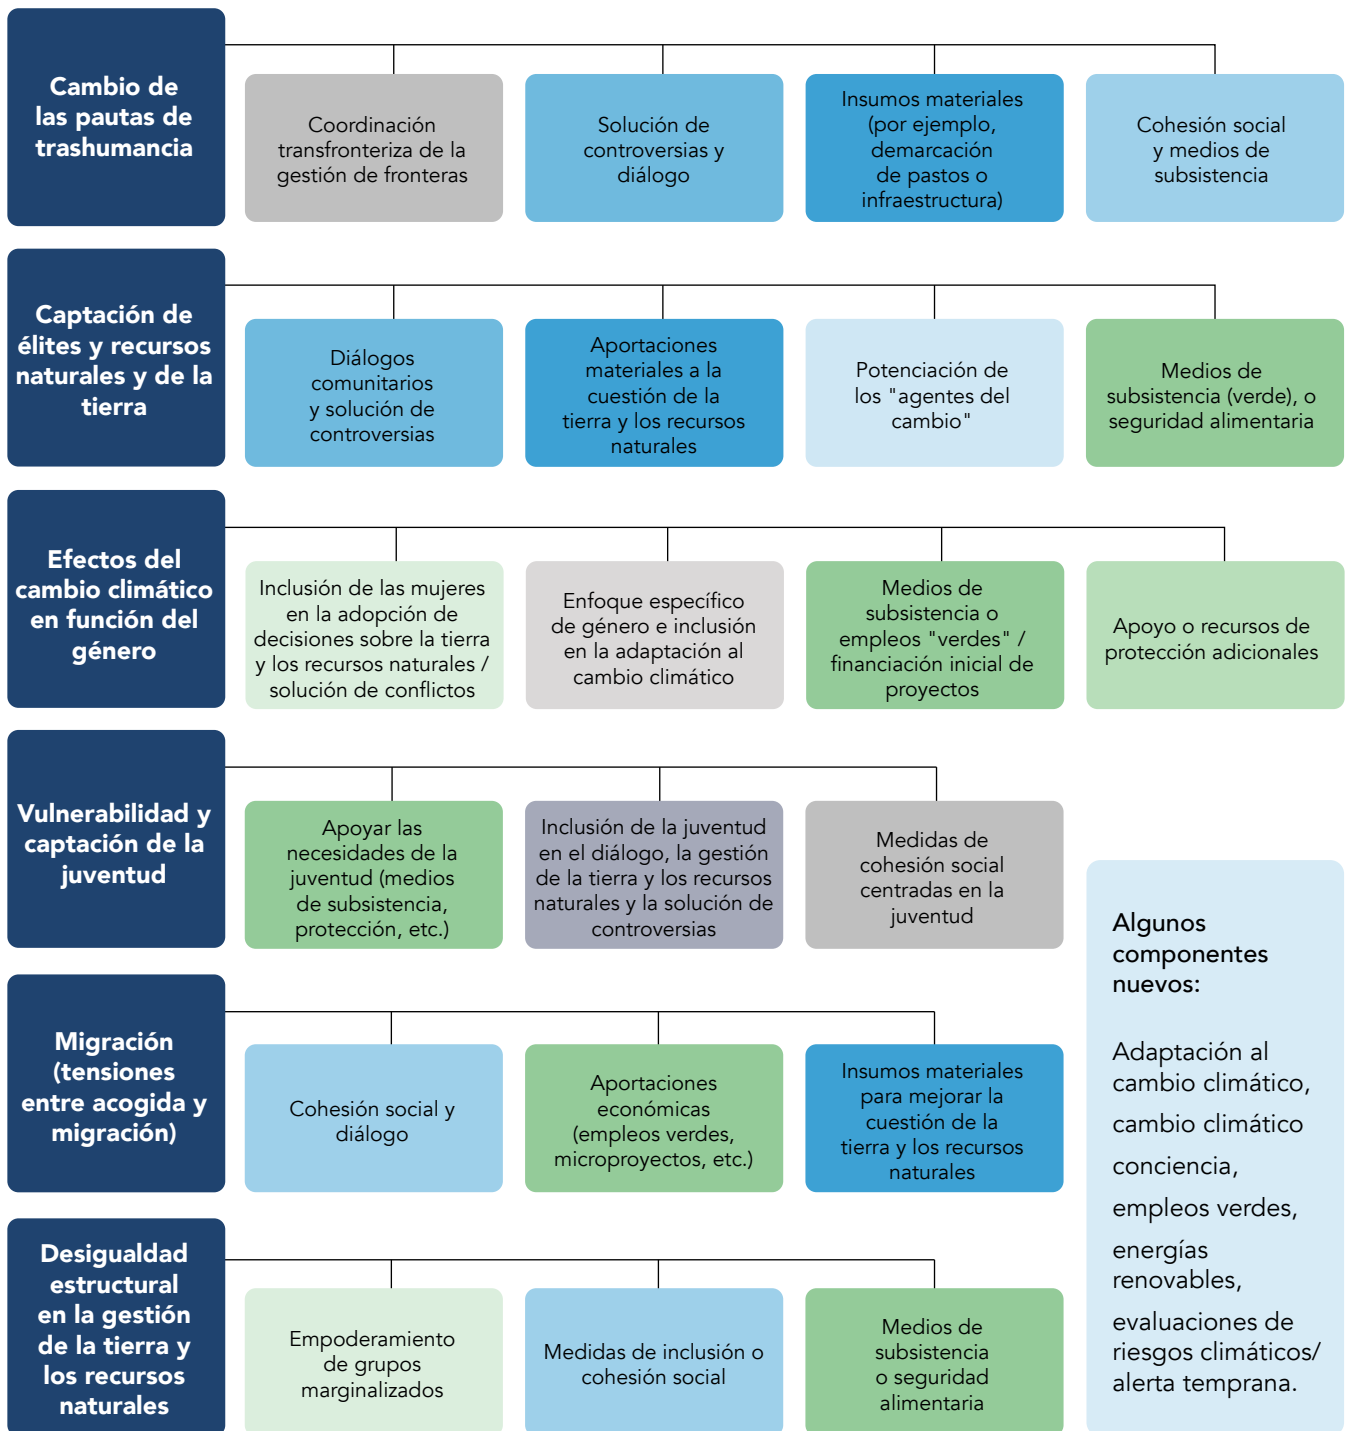 Cambio de
las pautas de
trashumancia
Coordinación
transfronteriza de la
gestión de fronteras
Solución de
controversias y
diálogo
Insumos materiales
(por ejemplo,
demarcación
de pastos o
infraestructura)
Cohesión social
y medios de
subsistencia
Captación de
élites y recursos
naturales y de la
tierra
Diálogos
comunitarios
y solución de
controversias
Aportaciones
materiales a la
cuestión de la
tierra y los recursos
naturales
Potenciación de
los "agentes del
cambio"
Medios de
subsistencia (verde), o
seguridad alimentaria
Efectos del
cambio climático
en función del
género
Inclusión de las mujeres
en la adopción de
decisiones sobre la tierra
y los recursos naturales /
solución de conflictos
Enfoque específico
de género e inclusión
en la adaptación al
cambio climático
Medios de
subsistencia o
empleos "verdes" /
financiación inicial de
proyectos
Apoyo o recursos de
protección adicionales
Vulnerabilidad y
captación de la
juventud
Apoyar las
necesidades de la
juventud (medios
de subsistencia,
protección, etc.)
Inclusión de la juventud
en el diálogo, la gestión
de la tierra y los recursos
naturales y la solución de
controversias
Medidas de
cohesión social
centradas en la
juventud
Migración
(tensiones
entre acogida y
migración)
Cohesión social y
diálogo
Aportaciones
económicas
(empleos verdes,
microproyectos, etc.)
Insumos materiales
para mejorar la
cuestión de la
tierra y los recursos
naturales
Desigualdad
estructural
en la gestión
de la tierra y
los recursos
naturales
Empoderamiento
de grupos
marginalizados
Medidas de inclusión o
cohesión social
Medios de
subsistencia
o seguridad
alimentaria
Algunos
componentes
nuevos:
Adaptación al
cambio climático,
cambio climático
conciencia,
empleos verdes,
energías
renovables,
evaluaciones de
riesgos climáticos/
alerta temprana.